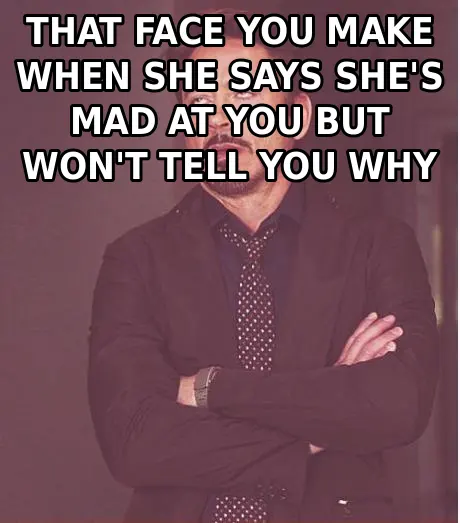 THAT FACE YOU MAKE
WHEN SHE SAYS SHE'S
MAD AT YOU BUT
WON'T TELL YOU WHY